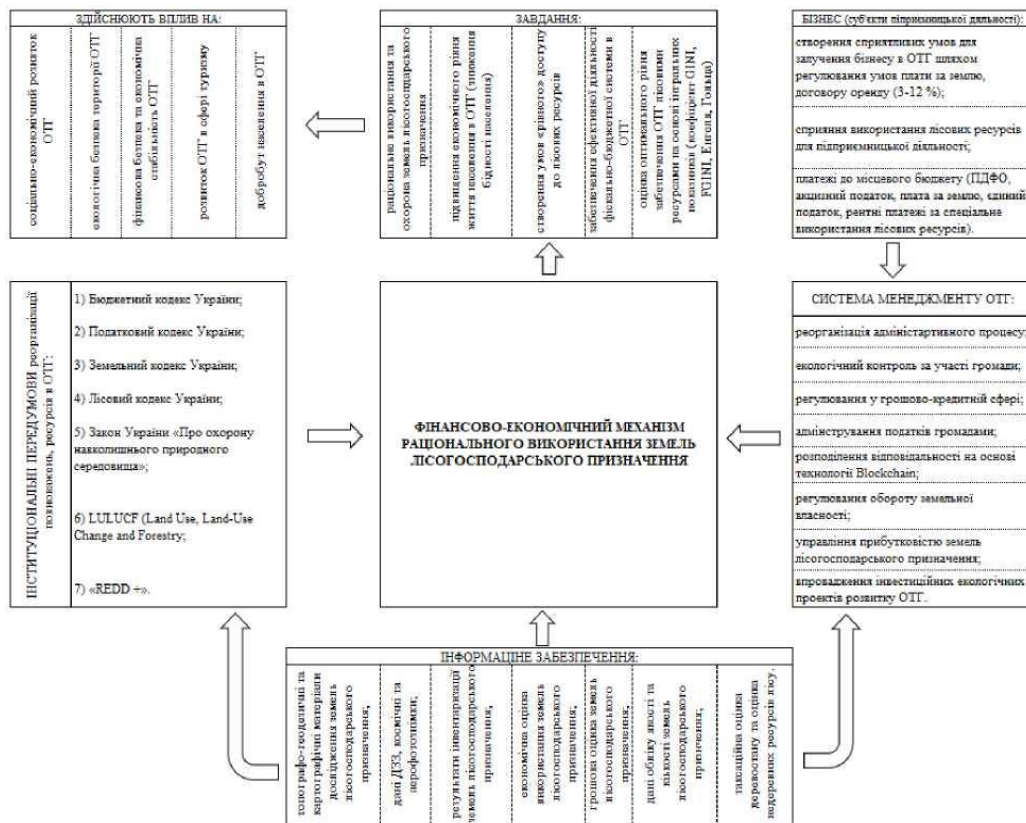 ЗДІЙСНЮЮТЬ ВПЛИВ НА:
соціально-економічний розвиток
ОТГ
екологічна безпека території ОТГ
фінансова безпека та економічна
стабільність ОТГ
розвиток ОТГ в сфері туризму
добробут населення в ОТГ
ЗАВДАННЯ:
раціональне використання та
охорона земель лісогосподарського
призначення
підвищення економічного рівня
життя населення в ОТГ (зниження
бідності населення)
створення умов «рівного» доступу
до лісових ресурсів
забезпечення ефективної діяльності
фіскально-бюджетної системи в
ОТГ
оцінка оптимального рівня
забезпечення ОТГ лісовими
ресурсами на основі інтегральних
показників (коефіцієнт GINI,
FGINI, Енгеля, Гольца)
БІЗНЕС (суб'єкти піприємницької діяльності):
створення сприятливих умов для
залучення бізнесу в ОТГ шляхом
регулювання умов плати за землю,
договору оренду (3-12 %);
сприяння використання лісових ресурсів
для підприємницької діяльності;
платежі до місцевого бюджету (ПДФО,
акцизний податок, плата за землю, єдиний
податок, рентні платежі за спеціальне
використання лісових ресурсів).
ІНСТИТУЦІОНАЛЬНІ ПЕРЕДУМОВИ реорганізації
повноважень, ресурсів в ОТГ:
1) Бюджетний кодекс України;
2) Податковий кодекс України;
3) Земельний кодекс України;
4) Лісовий кодекс України;
5) Закон України «Про охорону
навколишнього природного
середовища»;
6) LULUCF (Land Use, Land-Use
Change and Forestry;
7) «REDD +».
ФІНАНСОВО-ЕКОНОМІЧНИЙ МЕХАНІЗМ
РАЦІОНАЛЬНОГО ВИКОРИСТАННЯ ЗЕМЕЛЬ
ЛІСОГОСПОДАРСЬКОГО ПРИЗНАЧЕННЯ
СИСТЕМА МЕНЕДЖМЕНТУ ОТГ:
реорганізація адміністартивного процесу;
екологічний контроль за участі громади;
регулювання у грошово-кредитній сфері;
адмінстрування податків громадами;
розподілення відповідальності на основі
технології Blockchain;
регулювання обороту земельної
власності;
управління прибутковістю земель
лісогосподарського призначення;
впровадження інвестиційних екологічних
проектів розвитку ОТГ.
ІНФОРМАЦІНЕ ЗАБЕЗПЕЧЕННЯ:
топографо-геодезичні та
картографічні матеріали
дослідження земель
лісогосподарського
призначення;
дані ДЗЗ, космічні та
аерофотознімки;
результати інвентаризації
земель лісогосподарського
призначення;
економічна оцінка
використання земель
лісогосподарського
призначення;
грошова оцінка земель
лісогосподарського
призначення;
дані обліку якості та
кількості земель
лісогосподарського
призначення;
таксаційна оцінка
деревостану та оцінка
недеревних ресурсів лісу.